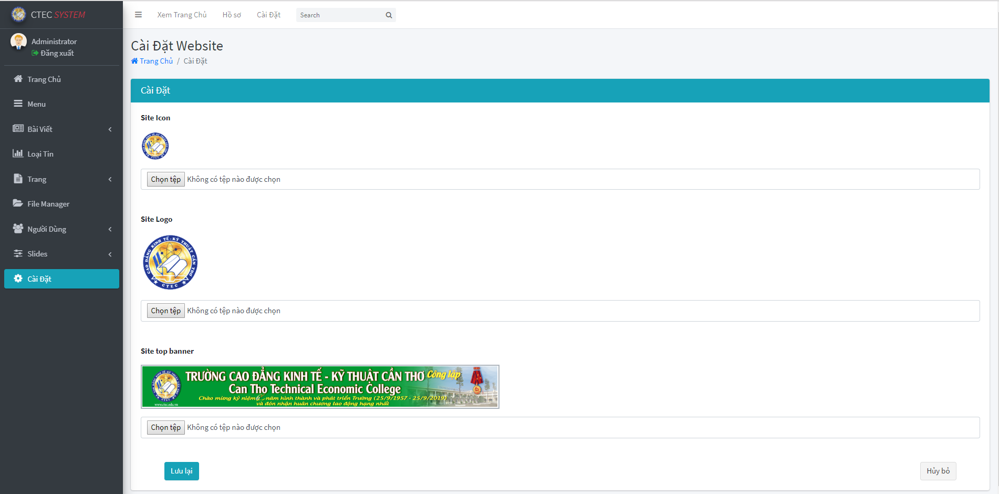 CTEC SYSTEM
Xem Trang Chủ
Hồ sơ
Cài Đặt
Search
Administrator
Đăng xuất
Trang Chủ
Menu
Bài Viết
Loại Tin
Trang
File Manager
Người Dùng
Slides
Cài Đặt
Cài Đặt Website
Trang Chủ / Cài Đặt
Cài Đặt
Site Icon
Chọn tệp Không có tệp nào được chọn
Site Logo
CAO ĐẲNG KINH TẾ - KỸ THUẬT CẦN THƠ
CTEC
Chọn tệp Không có tệp nào được chọn
Site top banner
TRƯỜNG CAO ĐẲNG KINH TẾ - KỸ THUẬT CẦN THƠ Công lập
Can Tho Technical Economic College
Chào mừng kỷ niệm năm hình thành và phát triển Trường (25/9/1957 - 25/9/2019)
và đón nhận huân chương lao động hạng nhất
www.ctec.edu.vn
Chọn tệp Không có tệp nào được chọn
Lưu lại
Hủy bỏ